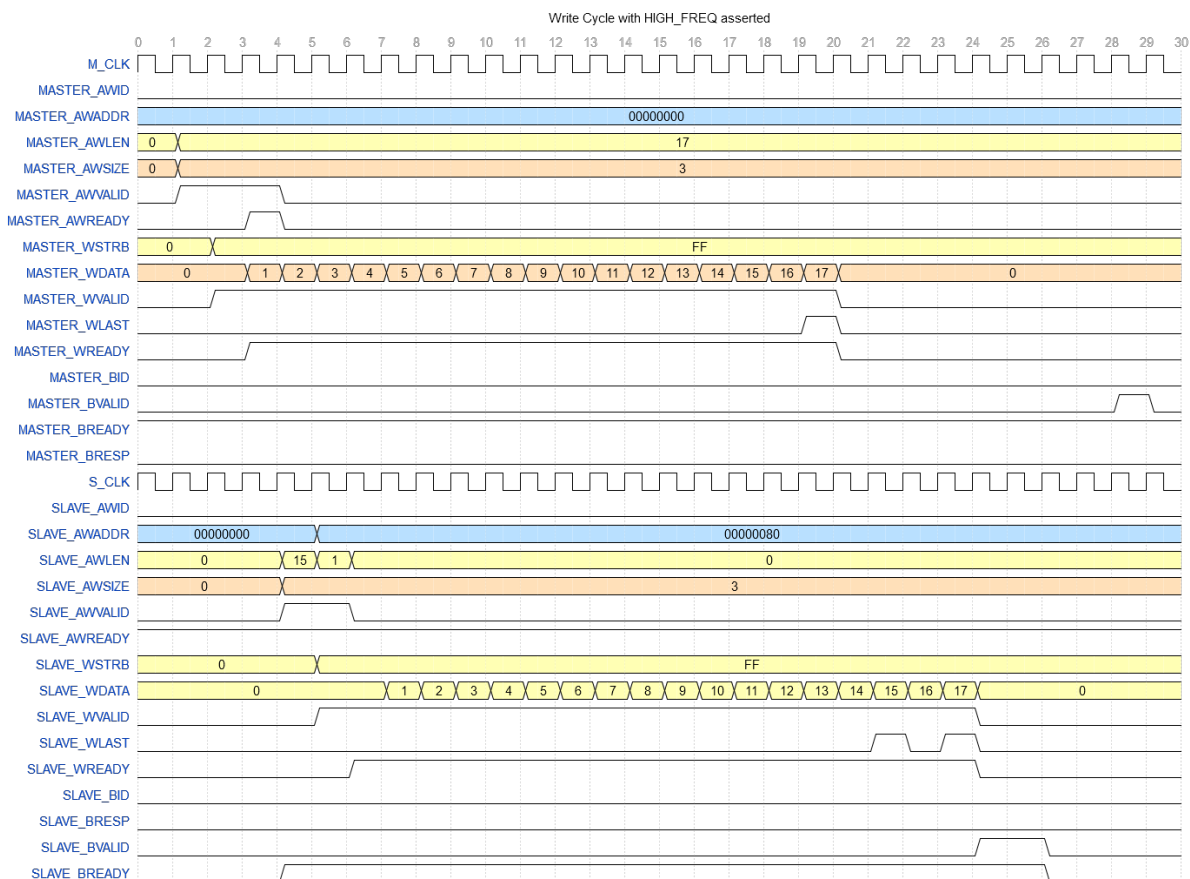 Write Cycle with HIGH_FREQ asserted
0 1 2 3 4 5 6 7 8 9 10 11 12 13 14 15 16 17 18 19 20 21 22 23 24 25 26 27 28 29 30
M_CLK
MASTER_AWID
MASTER_AWADDR 00000000
MASTER_AWLEN 0 17
MASTER_AWSIZE 0 3
MASTER_AWVALID
MASTER_AWREADY
MASTER_WSTRB 0 FF
MASTER_WDATA 0 1 2 3 4 5 6 7 8 9 10 11 12 13 14 15 16 17 0
MASTER_WVALID
MASTER_WLAST
MASTER_WREADY
MASTER_BID
MASTER_BVALID
MASTER_BREADY
MASTER_BRESP
S_CLK
SLAVE_AWID
SLAVE_AWADDR 00000000 00000080
SLAVE_AWLEN 0 15 1 0
SLAVE_AWSIZE 0 3
SLAVE_AWVALID
SLAVE_AWREADY
SLAVE_WSTRB 0 FF
SLAVE_WDATA 0 1 2 3 4 5 6 7 8 9 10 11 12 13 14 15 16 17 0
SLAVE_WVALID
SLAVE_WLAST
SLAVE_WREADY
SLAVE_BID
SLAVE_BRESP
SLAVE_BVALID
SLAVE_BREADY